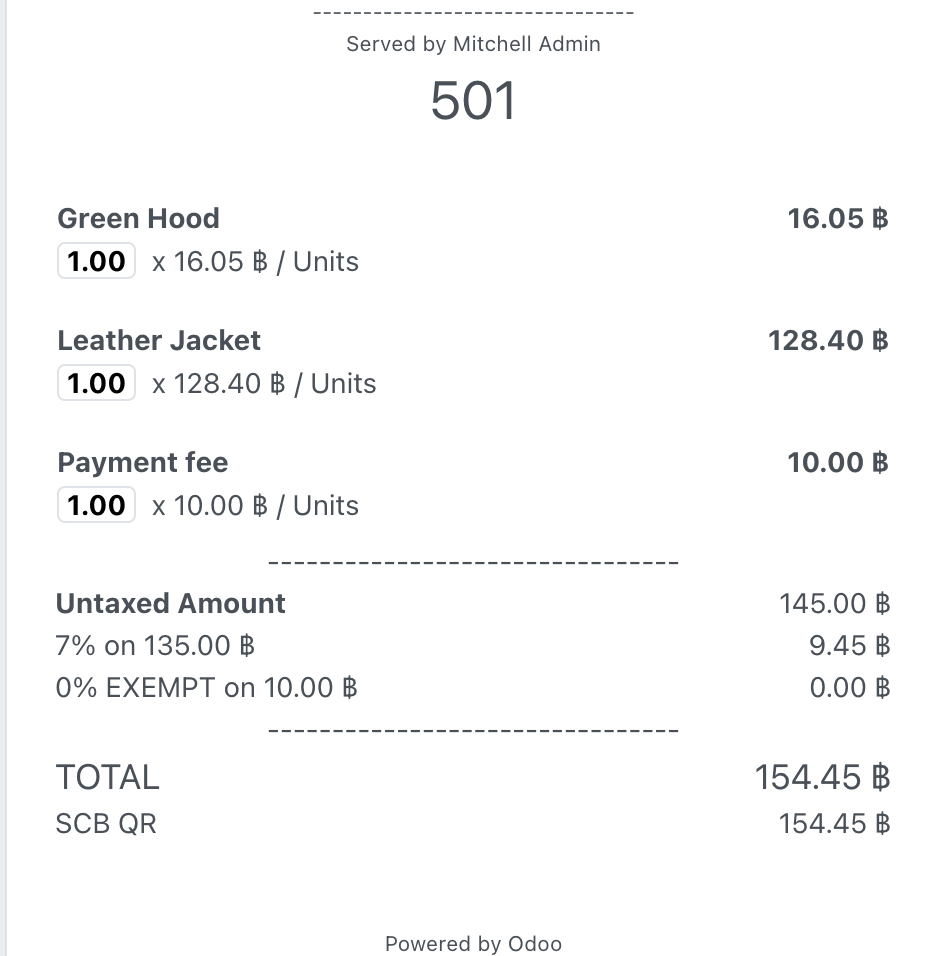 --------------------------------
Served by Mitchell Admin
501
Green Hood 16.05 ฿
1.00 x 16.05 ฿ / Units
Leather Jacket 128.40 ฿
1.00 x 128.40 ฿ / Units
Payment fee 10.00 ฿
1.00 x 10.00 ฿ / Units
--------------------------------
Untaxed Amount 145.00 ฿
7% on 135.00 ฿ 9.45 ฿
0% EXEMPT on 10.00 ฿ 0.00 ฿
--------------------------------
TOTAL 154.45 ฿
SCB QR 154.45 ฿
Powered by Odoo